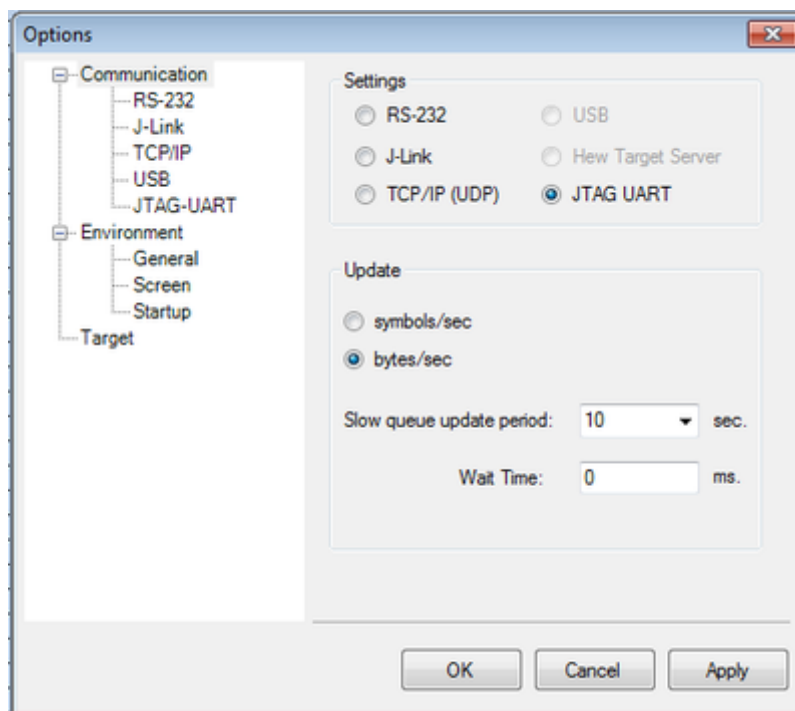 Options
Communication
RS-232
J-Link
TCP/IP
USB
JTAG-UART
Environment
General
Screen
Startup
Target
Settings
RS-232 USB
J-Link Hew Target Server
TCP/IP (UDP) JTAG UART
Update
symbols/sec
bytes/sec
Slow queue update period: 10 sec.
Wait Time: 0 ms.
OK Cancel Apply